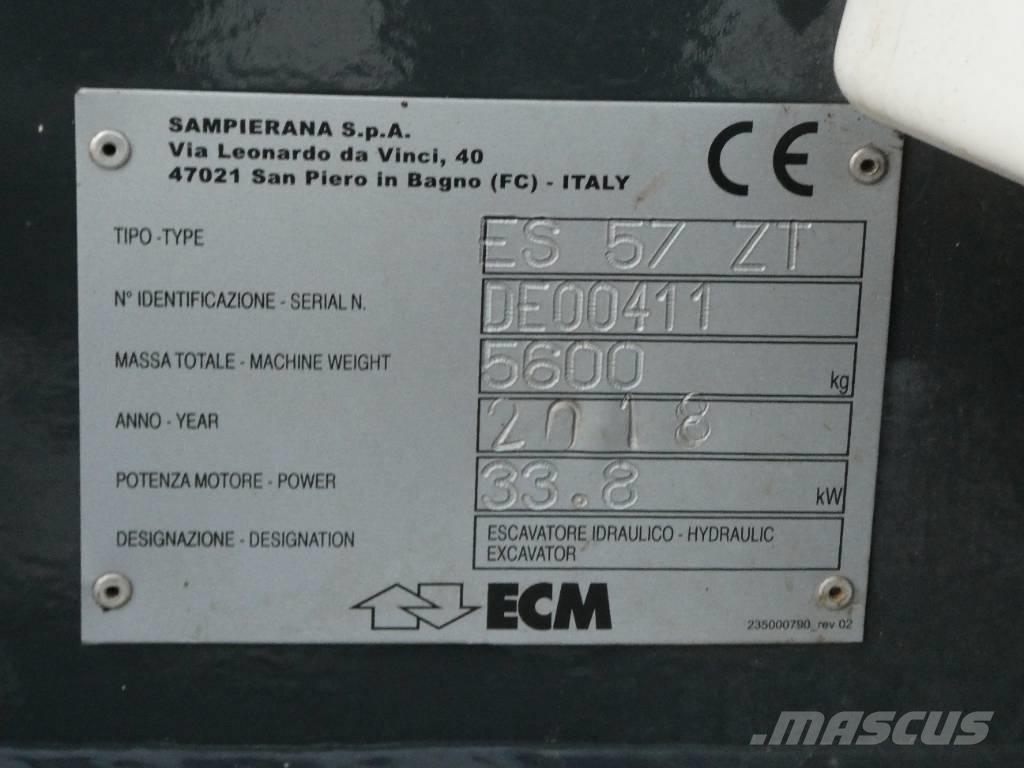 SAMPIERANA S.p.A.
Via Leonardo da Vinci, 40
47021 San Piero in Bagno (FC) - ITALY
CE
TIPO -TYPE ES 57 ZT
N° IDENTIFICAZIONE - SERIAL N. DE00411
MASSA TOTALE - MACHINE WEIGHT 5600 kg
ANNO - YEAR 2018
POTENZA MOTORE - POWER 33.8 kW
DESIGNAZIONE - DESIGNATION ESCAVATORE IDRAULICO - HYDRAULIC
EXCAVATOR
ECM
235000790_rev 02
MASCUS